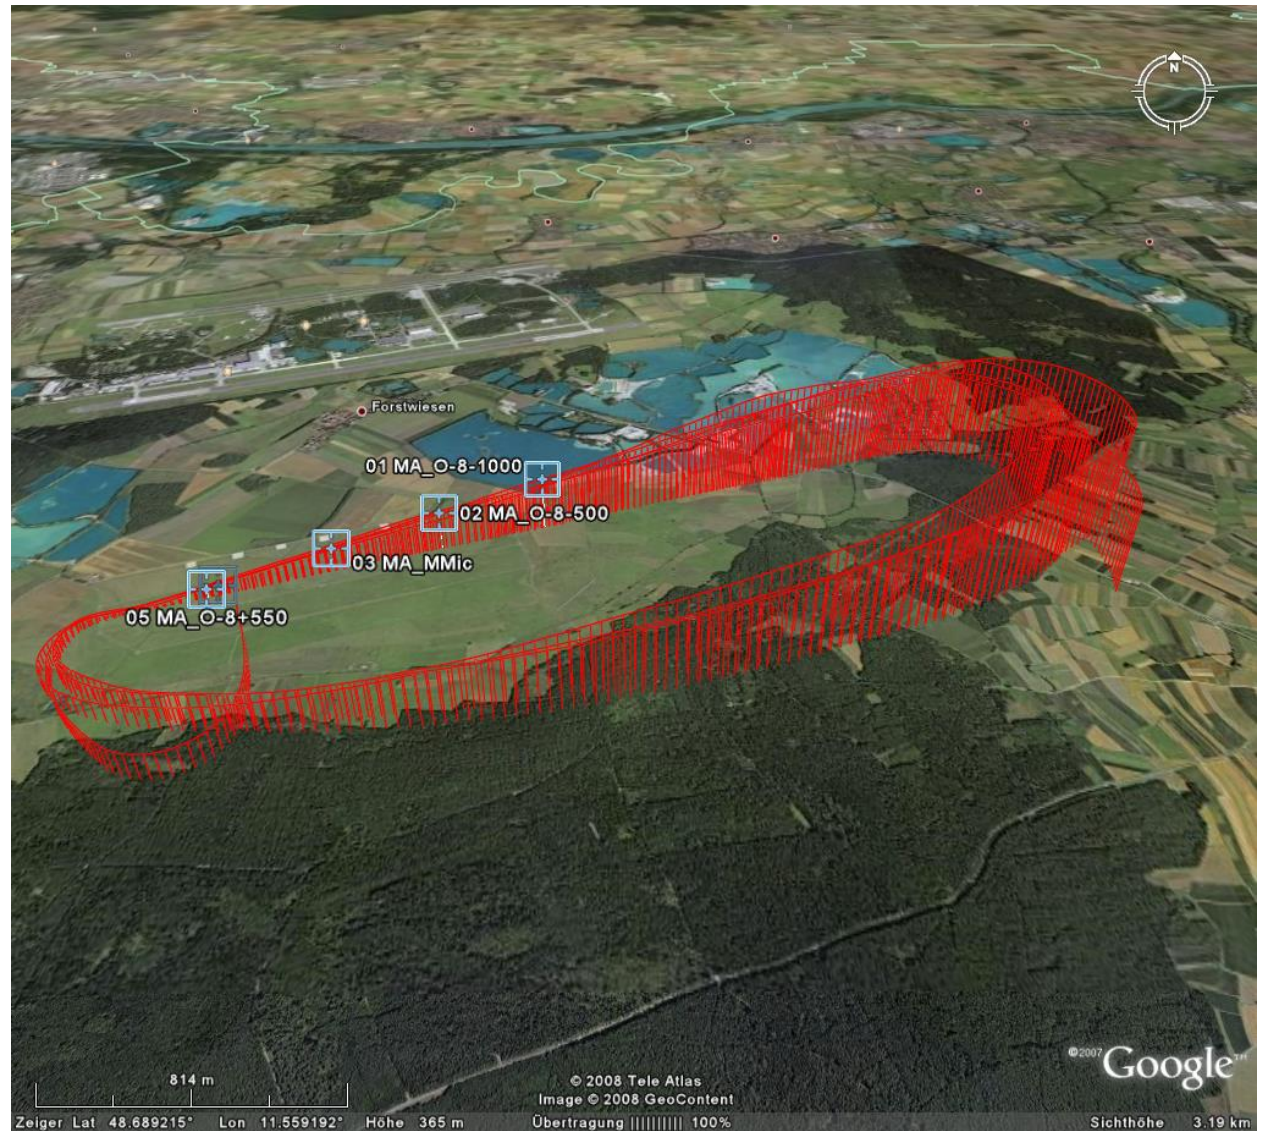 N
Forstwiesen
01 MA_O-8-1000
02 MA_O-8-500
03 MA_MMic
05 MA_O-8+550
©2007 Google™
814 m
© 2008 Tele Atlas
Image © 2008 GeoContent
Zeiger Lat 48.689215° Lon 11.559192° Höhe 365 m Übertragung |||||||||| 100% Sichthöhe 3.19 km